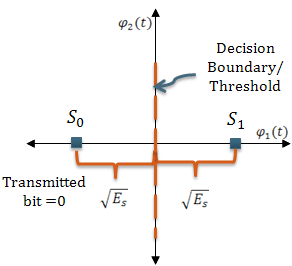 φ₂(t)
Decision
Boundary/
Threshold
S₀
S₁
φ₁(t)
Transmitted
bit =0
√Eₛ
√Eₛ